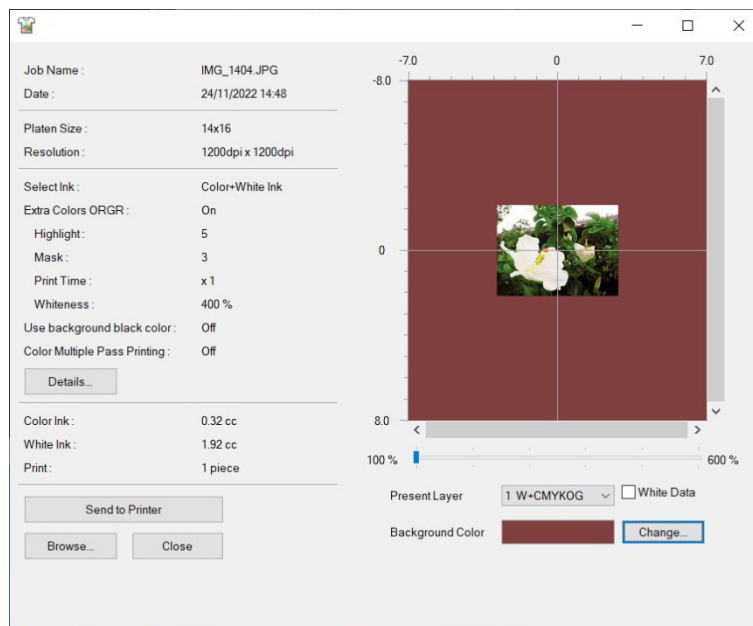 Job Name : IMG_1404.JPG
Date : 24/11/2022 14:48
Platen Size : 14x16
Resolution : 1200dpi x 1200dpi
Select Ink : Color+White Ink
Extra Colors ORGR : On
Highlight : 5
Mask : 3
Print Time : x 1
Whiteness : 400 %
Use background black color : Off
Color Multiple Pass Printing : Off
Details...
Color Ink : 0.32 cc
White Ink : 1.92 cc
Print : 1 piece
Send to Printer
Browse... Close
-7.0 0 7.0
-8.0
0
8.0
100 % 600 %
Present Layer 1 W+CMYKOG White Data
Background Color Change...